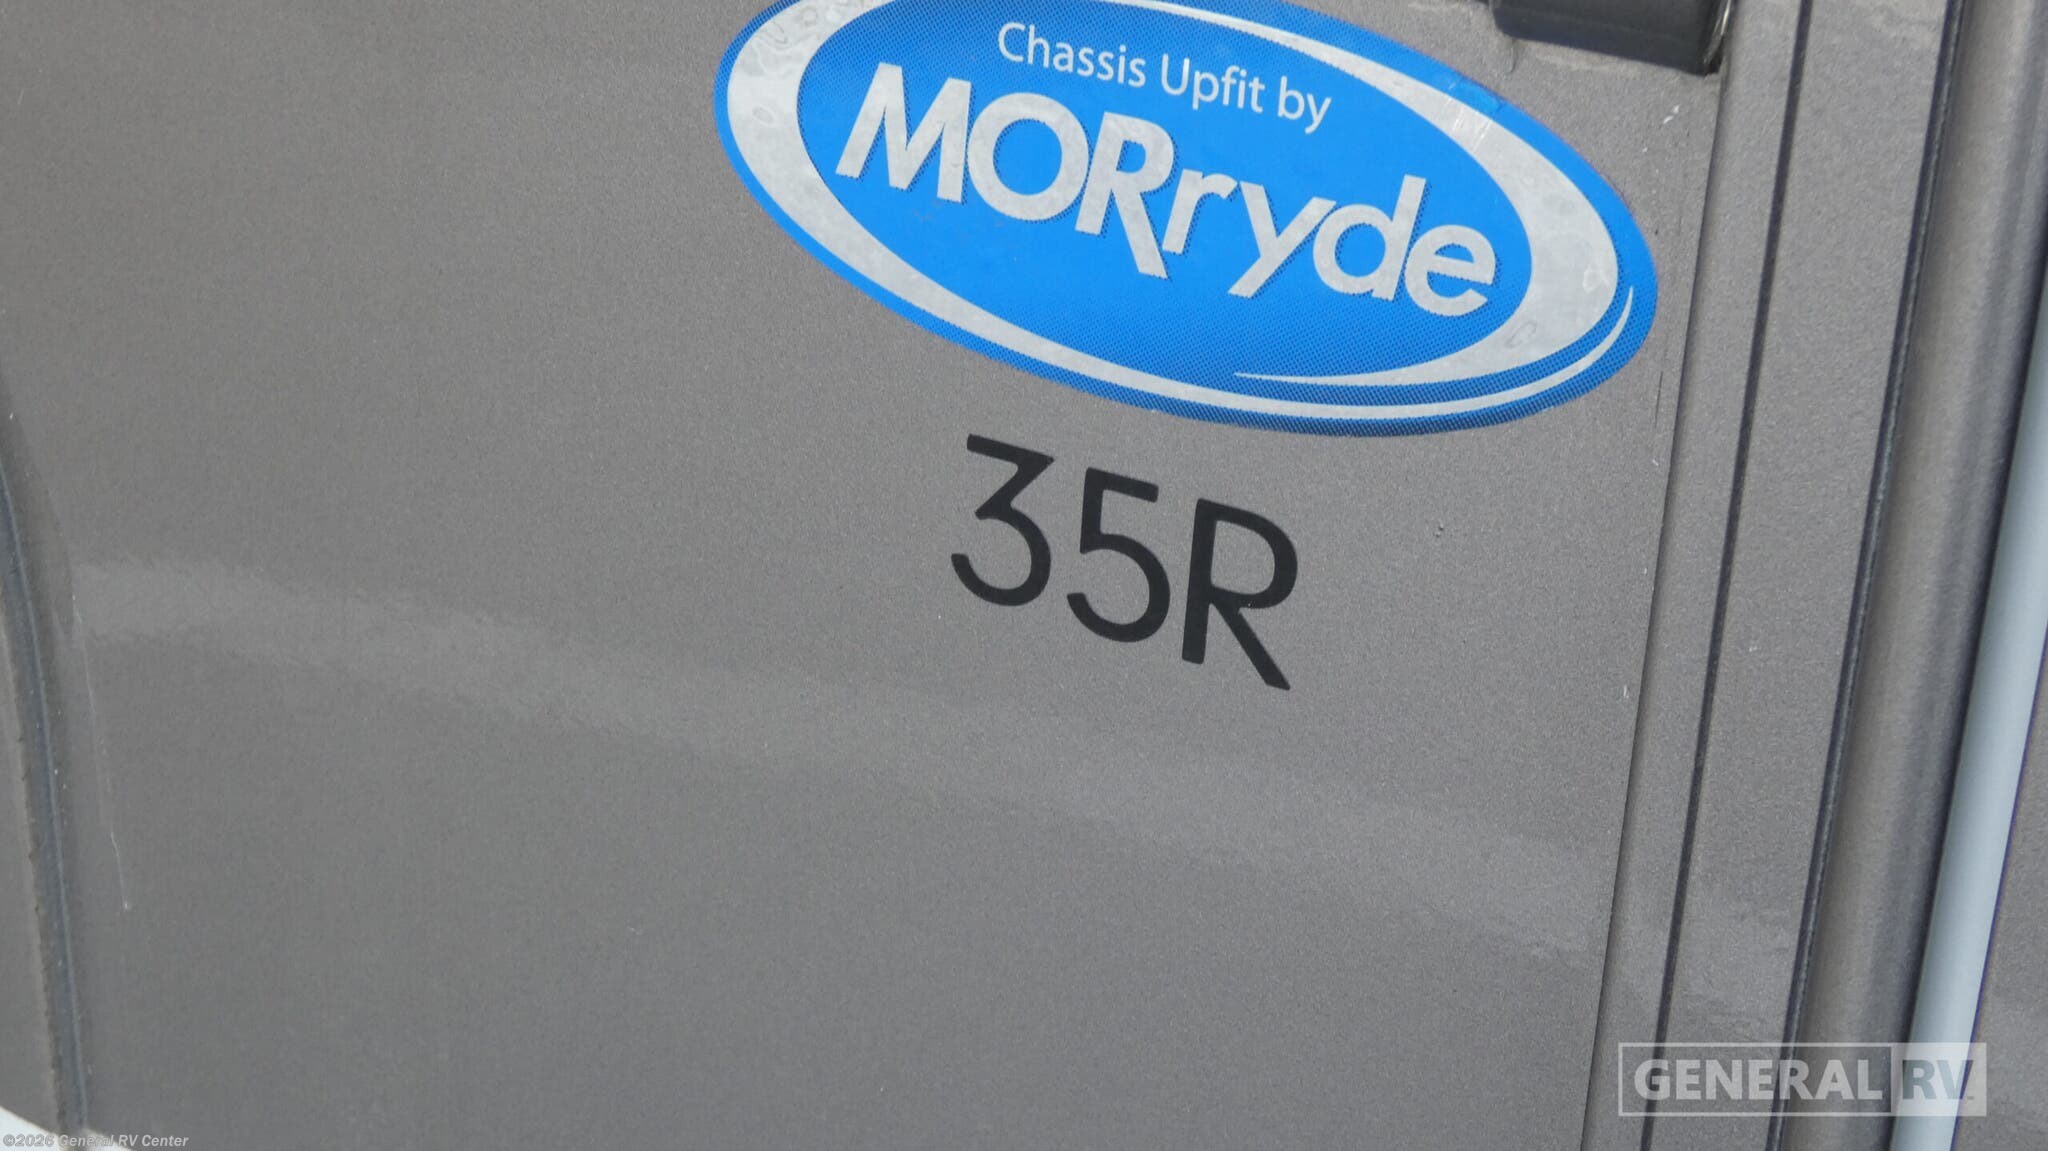 Chassis Upfit by
MORryde
35R
GENERAL RV
©2026 General RV Center